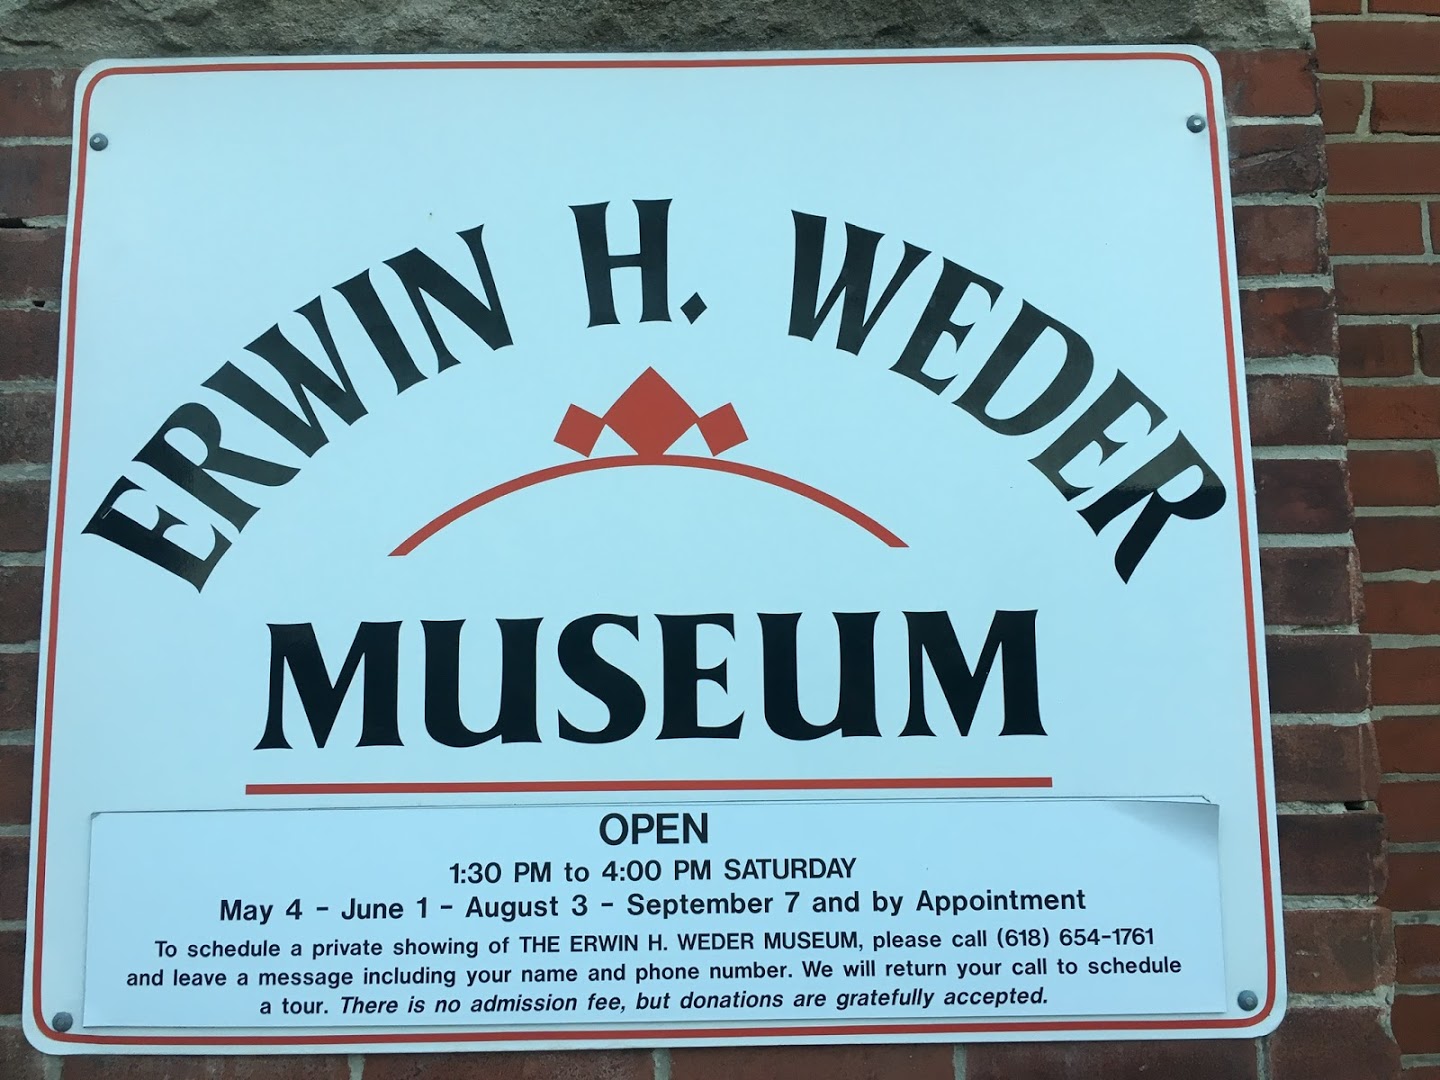 ERWIN H. WEDER
MUSEUM
OPEN
1:30 PM to 4:00 PM SATURDAY
May 4 - June 1 - August 3 - September 7 and by Appointment
To schedule a private showing of THE ERWIN H. WEDER MUSEUM, please call (618) 654-1761
and leave a message including your name and phone number. We will return your call to schedule
a tour. There is no admission fee, but donations are gratefully accepted.